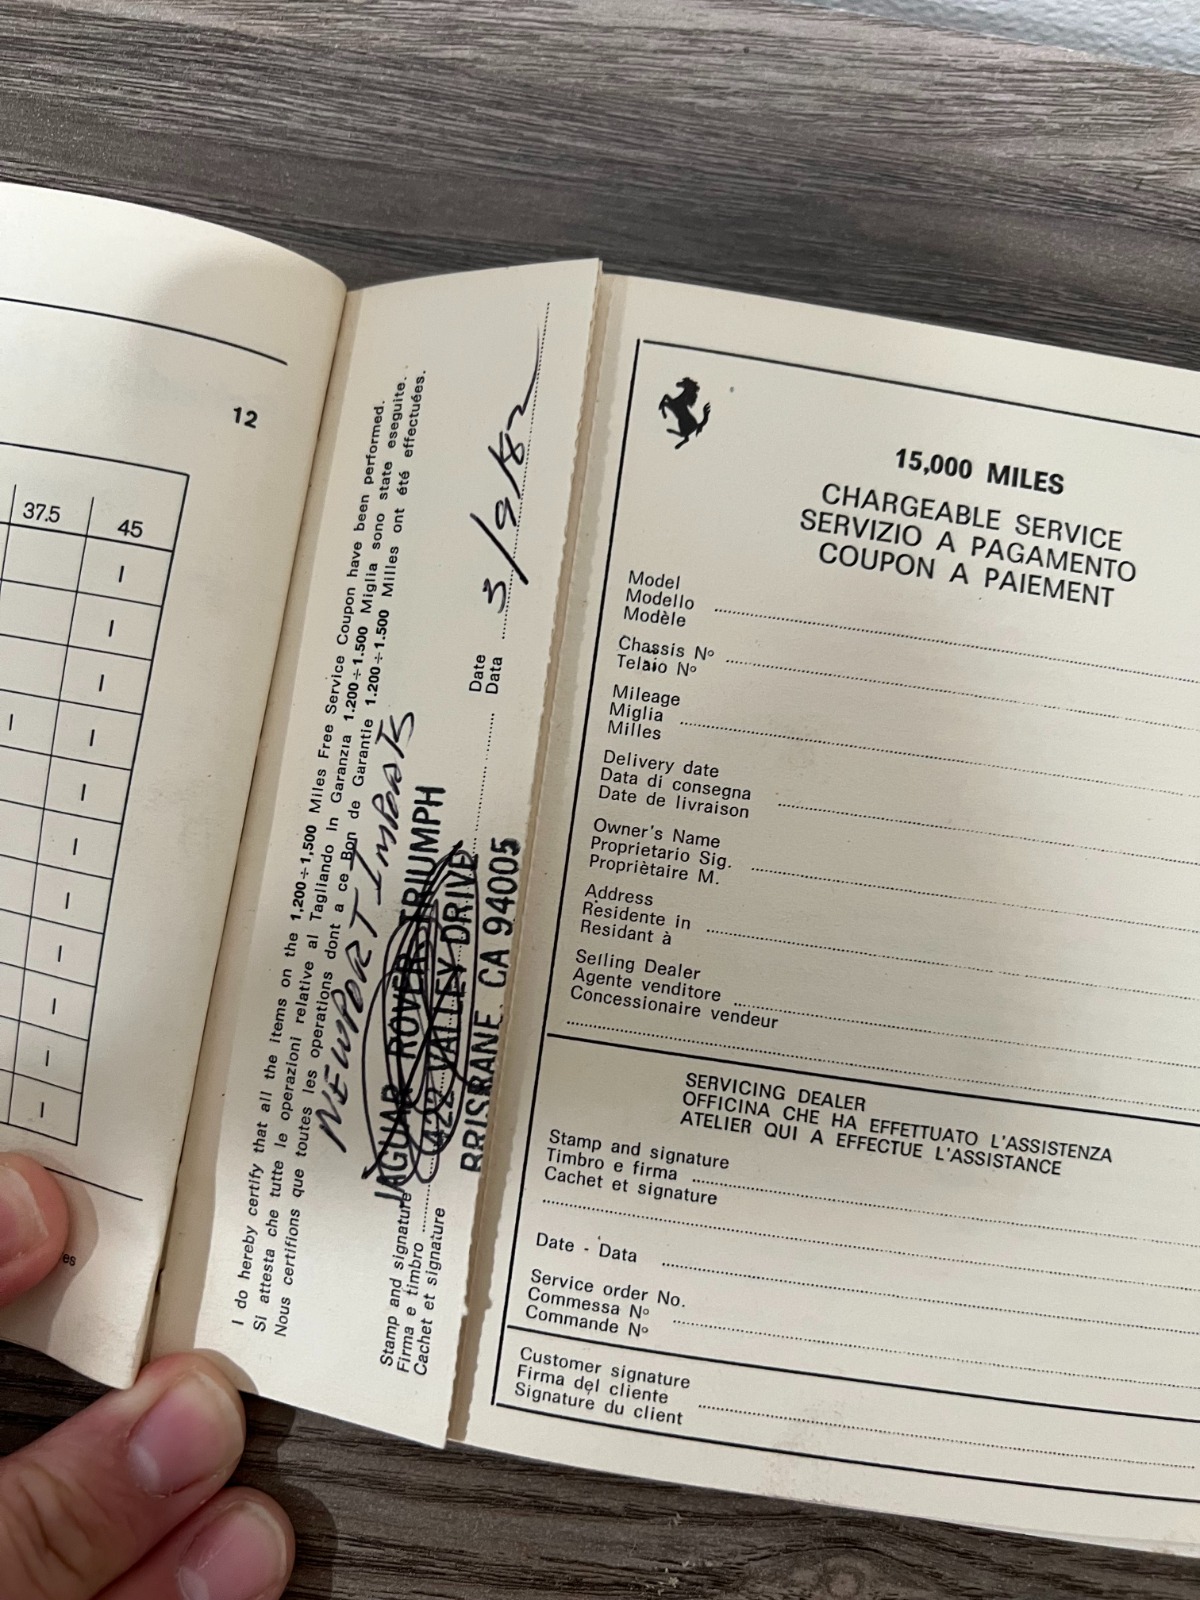 12
37.5 45
I do hereby certify that all the items on the 1,200÷1,500 Miles Free Service Coupon have been performed.
Si attesta che tutte le operazioni relative al Tagliando in Garanzia 1.200÷1.500 Miglia sono state eseguite.
Nous certifions que toutes les operations dont a ce Bon de Garantie 1.200÷1.500 Milles ont été effectuées.
NEWPORT IMPORTS
JAGUAR ROVER TRIUMPH
1422 VALLEY DRIVE
BRISBANE, CA 94005
Stamp and signature
Firma e timbro
Cachet et signature
Date
Data
3/9/82
es
15,000 MILES
CHARGEABLE SERVICE
SERVIZIO A PAGAMENTO
COUPON A PAIEMENT
Model
Modello
Modèle
Chassis No
Telaio No
Mileage
Miglia
Milles
Delivery date
Data di consegna
Date de livraison
Owner's Name
Proprietario Sig.
Propriètaire M.
Address
Residente in
Residant à
Selling Dealer
Agente venditore
Concessionaire vendeur
SERVICING DEALER
OFFICINA CHE HA EFFETTUATO L'ASSISTENZA
ATELIER QUI A EFFECTUE L'ASSISTANCE
Stamp and signature
Timbro e firma
Cachet et signature
Date - Data
Service order No.
Commessa No
Commande No
Customer signature
Firma del cliente
Signature du client